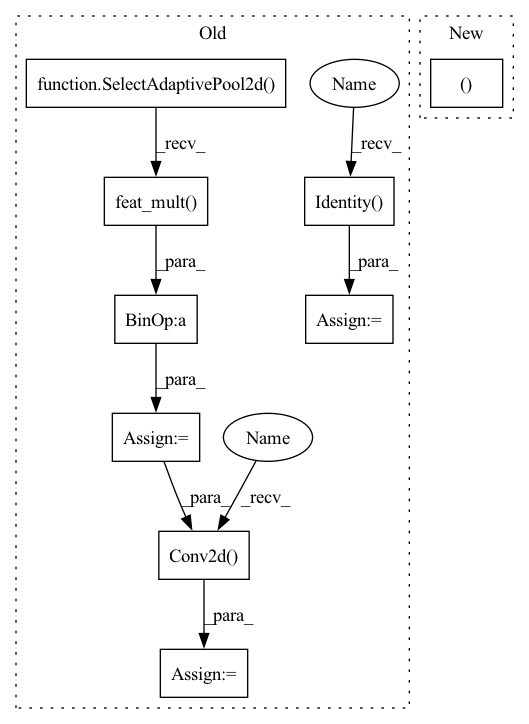 Old
New
function.SelectAdaptivePool2d()
Name
()
_recv_
_recv_
feat_mult()
Identity()
_para_
_para_
BinOp:a
Assign:=
_para_
Assign:=
Name
_para_
_recv_
Conv2d()
_para_
Assign:=